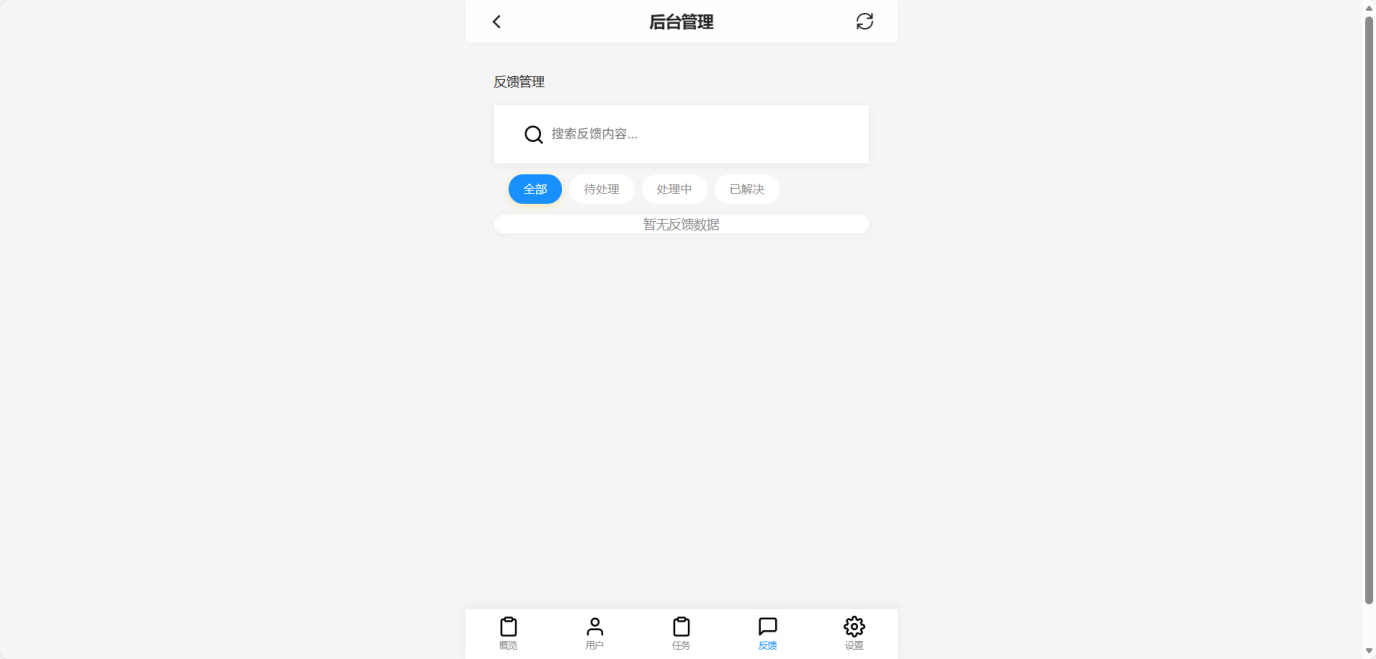 后台管理
反馈管理
搜索反馈内容...
全部 待处理 处理中 已解决
暂无反馈数据
概览 用户 任务 反馈 设置